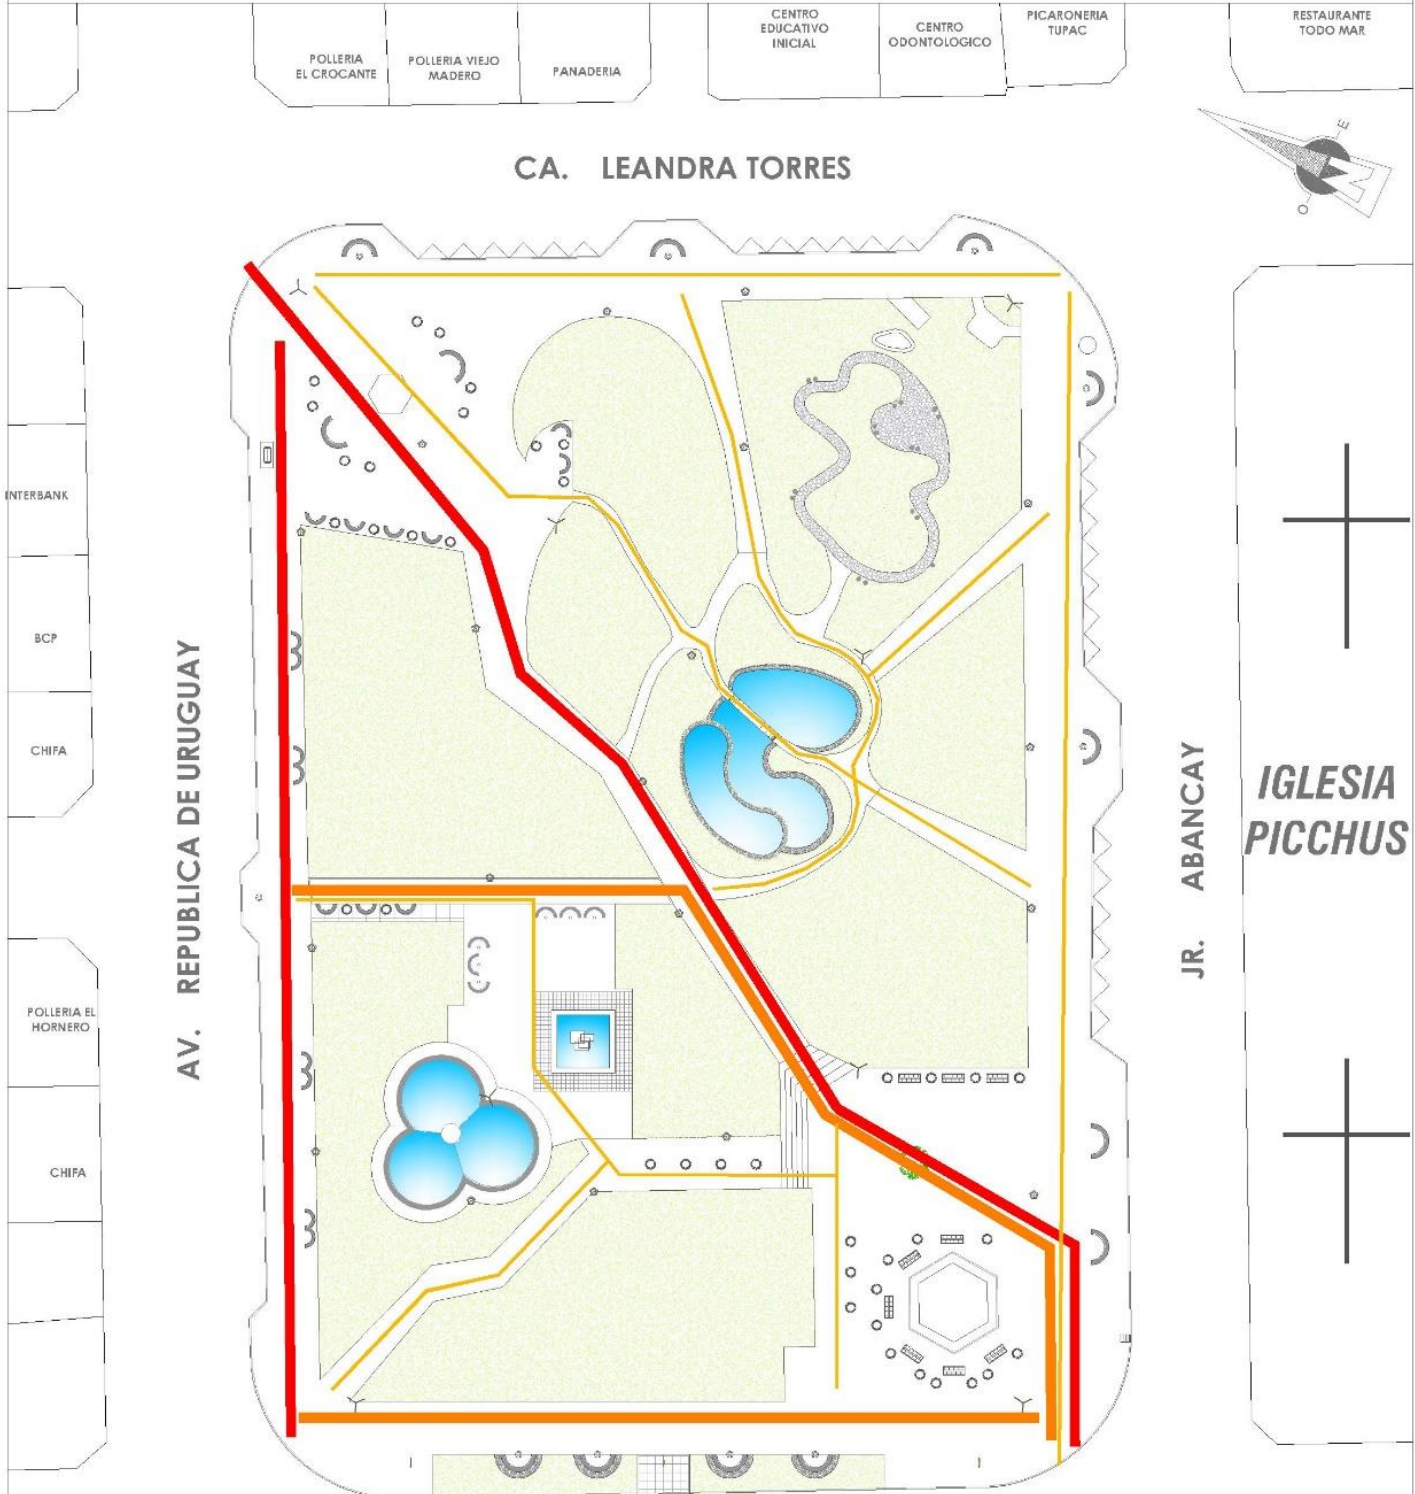 POLLERIA
EL CROCANTE
POLLERIA VIEJO
MADERO
PANADERIA
CENTRO
EDUCATIVO
INICIAL
CENTRO
ODONTOLOGICO
PICARONERIA
TUPAC
RESTAURANTE
TODO MAR
CA. LEANDRA TORRES
E
N
O
INTERBANK
BCP
CHIFA
AV. REPUBLICA DE URUGUAY
JR. ABANCAY
IGLESIA
PICCHUS
POLLERIA EL
HORNERO
CHIFA